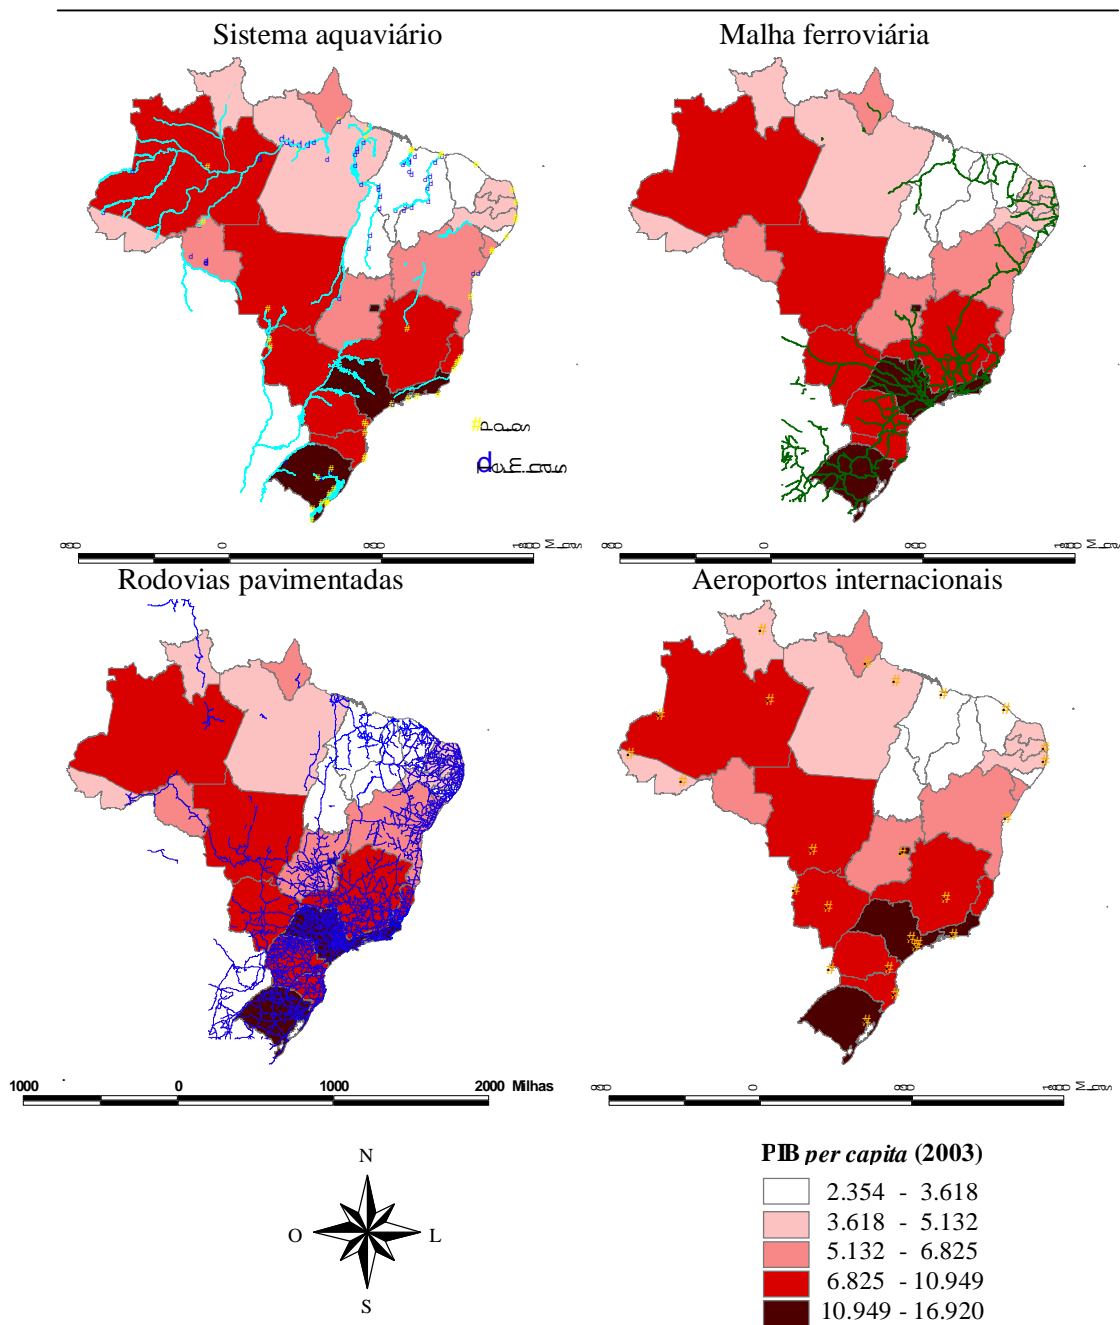 Sistema aquaviário
Malha ferroviária
Rodovias pavimentadas
Aeroportos internacionais
1000 0 1000 2000 Milhas
N
O L
S
PIB per capita (2003)
2.354 - 3.618
3.618 - 5.132
5.132 - 6.825
6.825 - 10.949
10.949 - 16.920